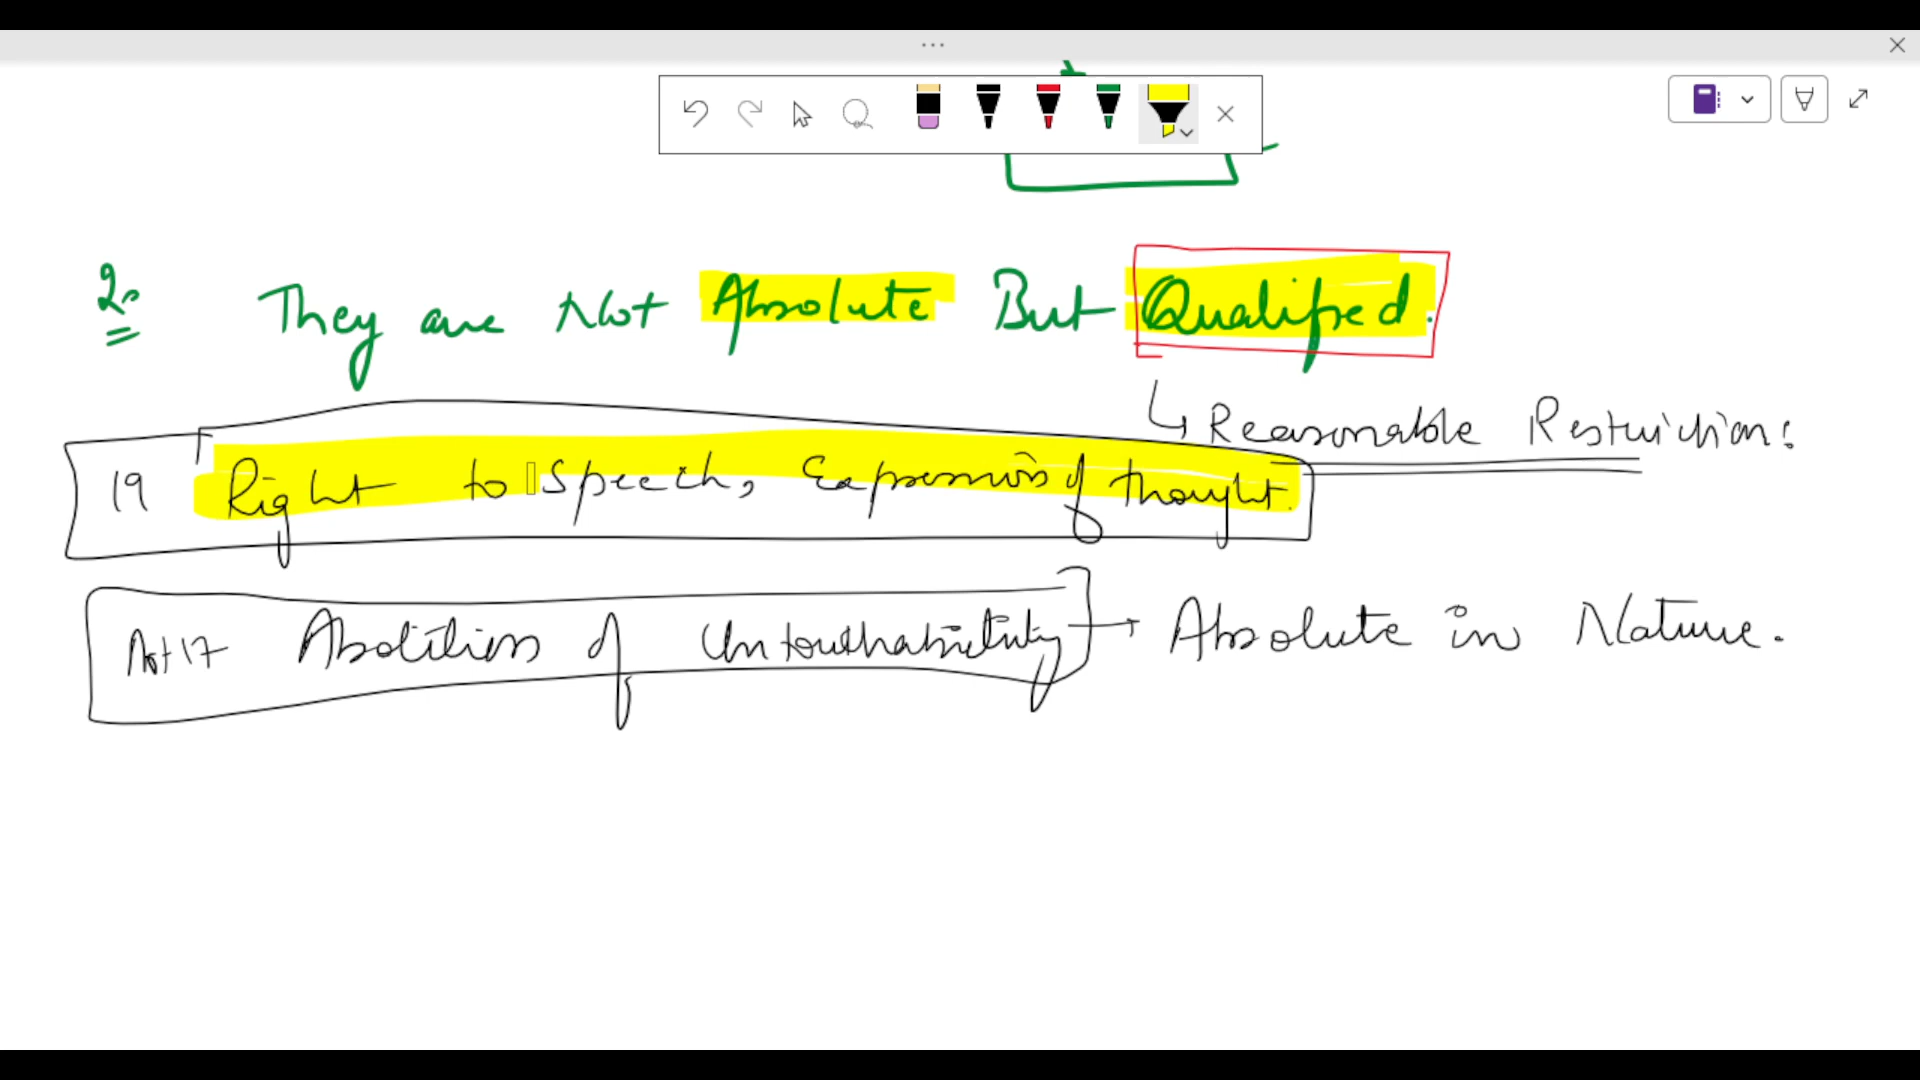 2. They are Not Absolute But Qualified.
↳ Reasonable Restrictions
19 Right to Speech, Expression of thought.
Art 17 Abolition of Untouchability → Absolute in Nature.